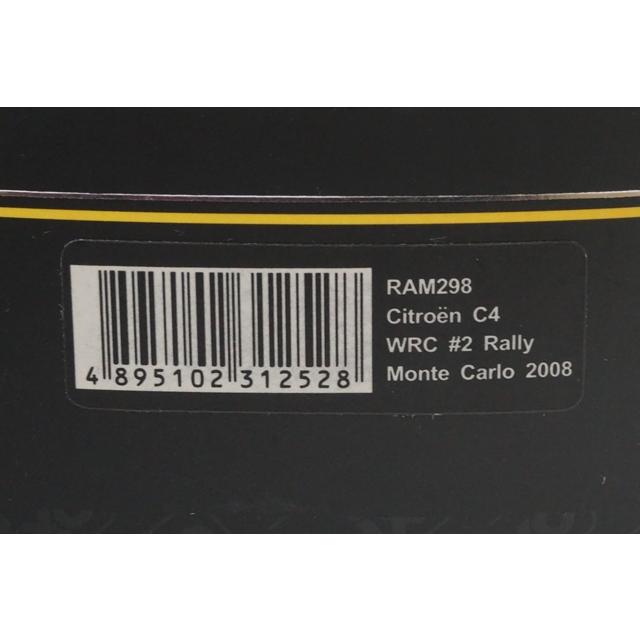 4 895102 312528
RAM298
Citroën C4
WRC #2 Rally
Monte Carlo 2008